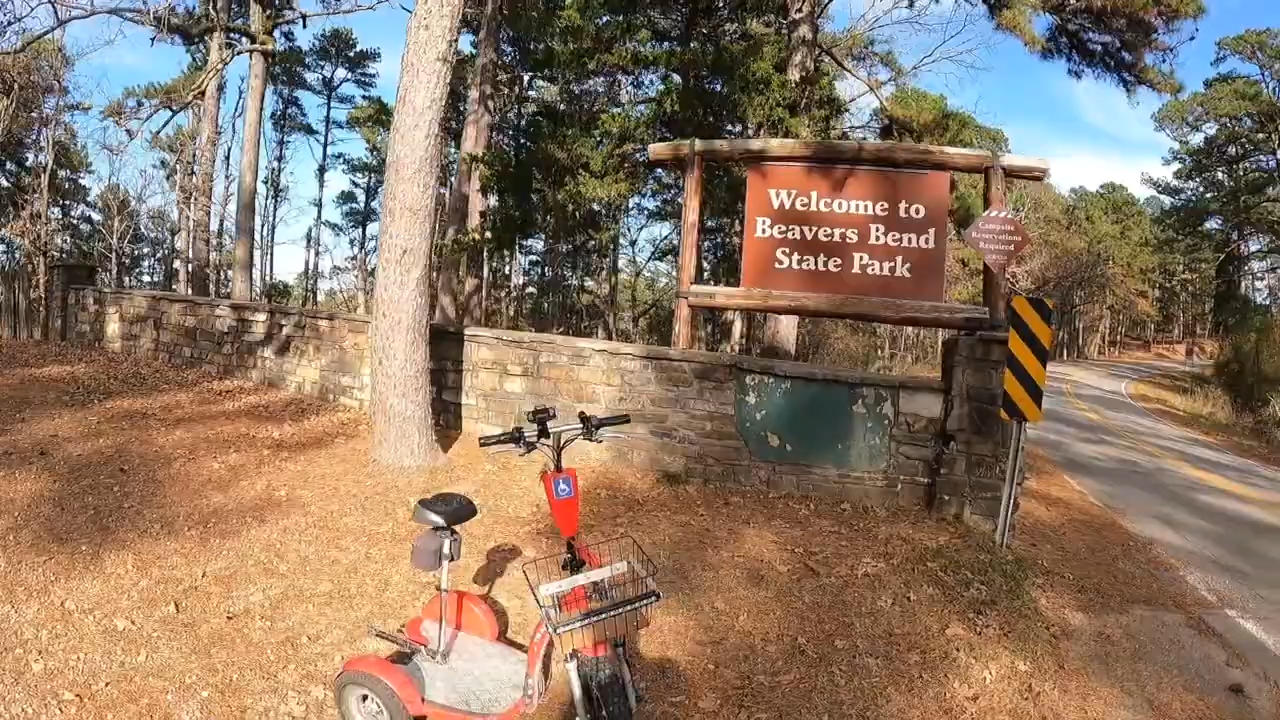 Welcome to
Beavers Bend
State Park
Campsite
Reservations
Required